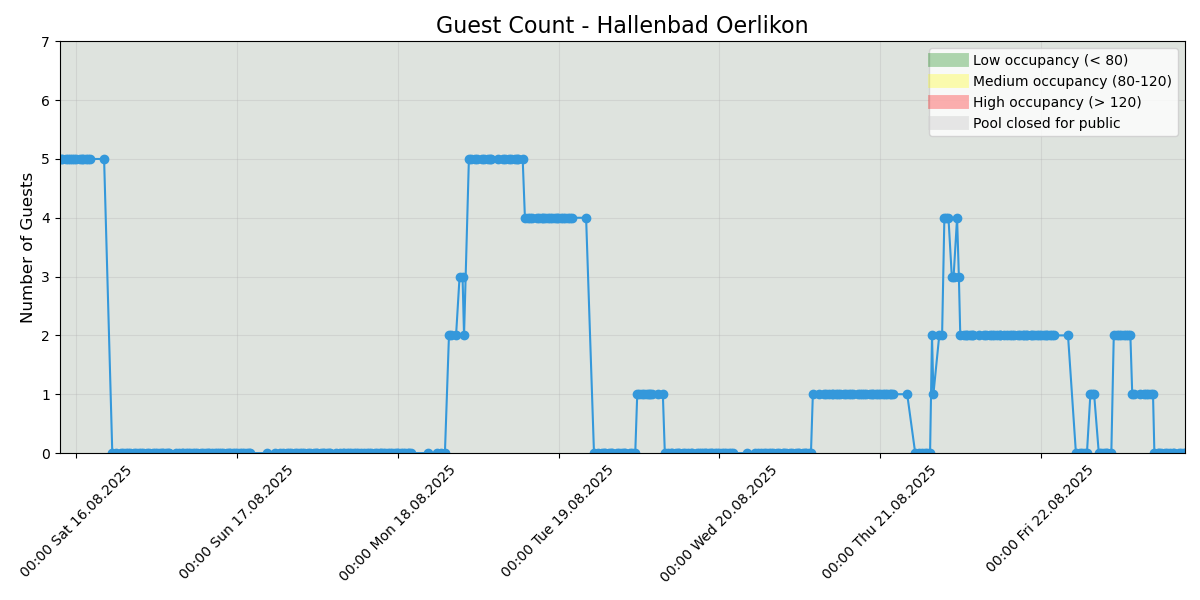 Guest Count - Hallenbad Oerlikon
Number of Guests
7
6
5
4
3
2
1
0
Low occupancy (< 80)
Medium occupancy (80-120)
High occupancy (> 120)
Pool closed for public
00:00 Sat 16.08.2025
00:00 Sun 17.08.2025
00:00 Mon 18.08.2025
00:00 Tue 19.08.2025
00:00 Wed 20.08.2025
00:00 Thu 21.08.2025
00:00 Fri 22.08.2025